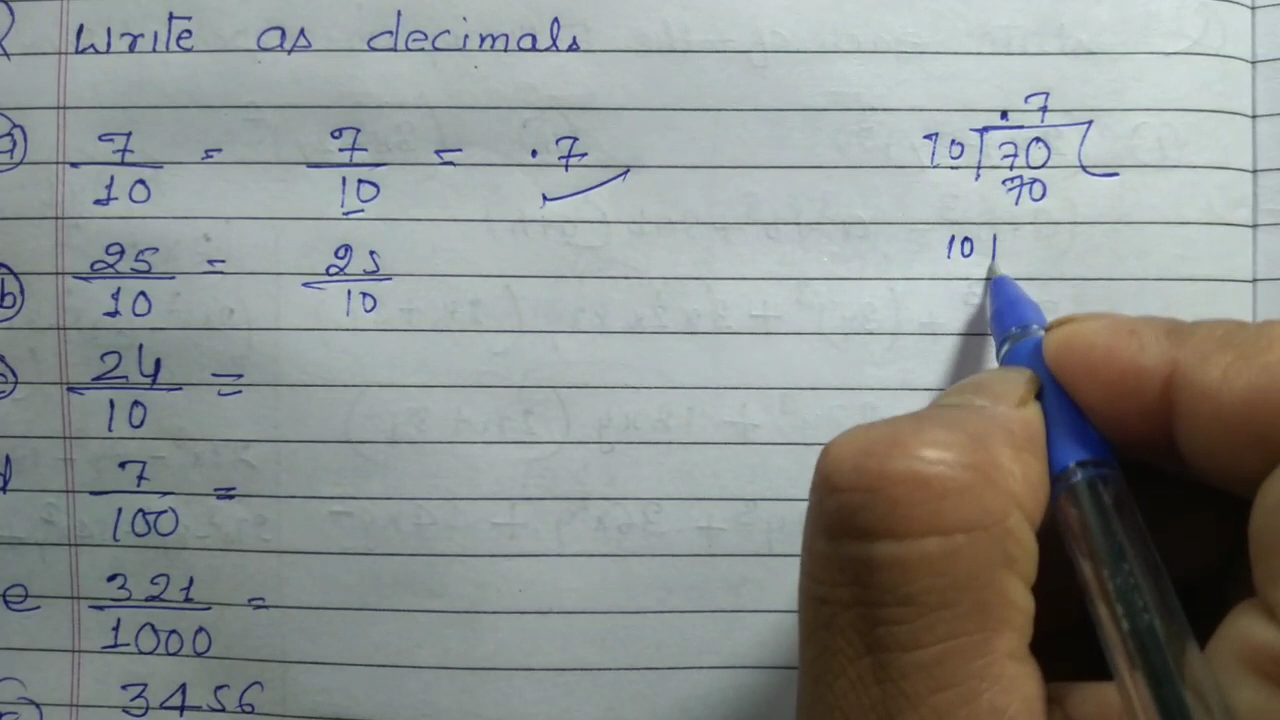 Write as decimals
a) 7/10 = 7/10 = .7
.7
10 70
70
b) 25/10 = 25/10
10
c) 24/10 =
d 7/100 =
e 321/1000 =
3456